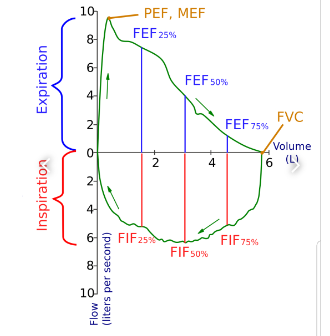 10
PEF, MEF
FEF25%
8
6
FEF50%
4
FEF75%
FVC
2
Volume
(L)
0
2
4
6
2
4
6
FIF25%
FIF50%
FIF75%
8
10
Expiration
Inspiration
Flow
(liters per second)